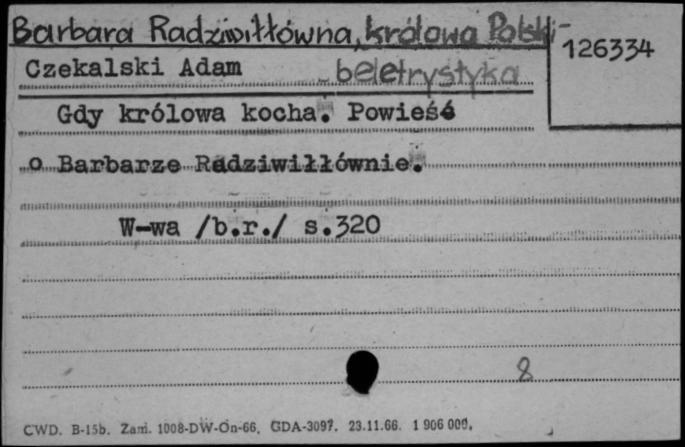 Barbara Radziwiłłówna, królowa Polski -
126334
Czekalski Adam
beletrystyka
Gdy królowa kocha. Powieść
o Barbarze Radziwiłłównie.
W-wa /b.r./ s.320
8
CWD. B-15b. Zam. 1008-DW-On-66. GDA-3097. 23.11.66. 1 906 000.